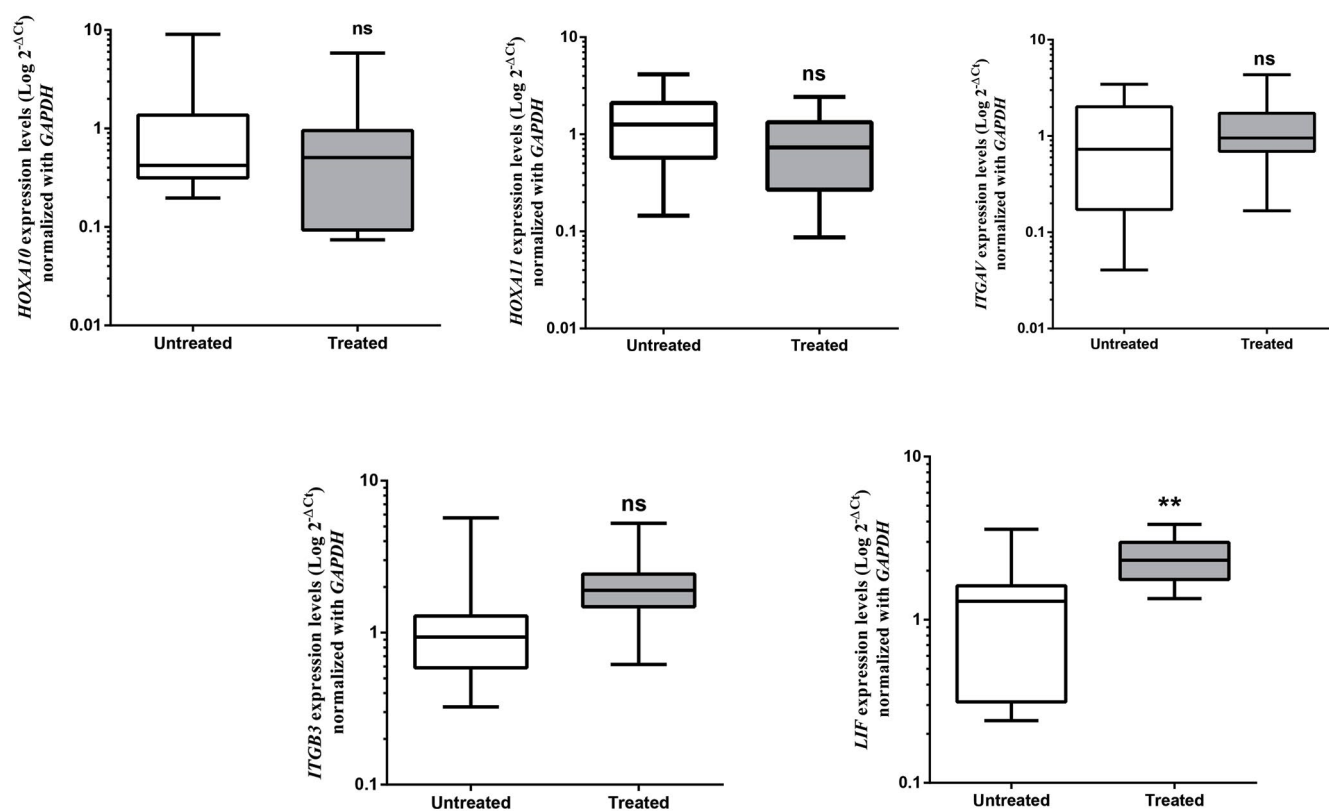 HOXA10 expression levels (Log 2^-ΔCt)
normalized with GAPDH
10
1
0.1
0.01
ns
Untreated
Treated
HOXA11 expression levels (Log 2^-ΔCt)
normalized with GAPDH
10
1
0.1
0.01
ns
Untreated
Treated
ITGAV expression levels (Log 2^-ΔCt)
normalized with GAPDH
10
1
0.1
0.01
ns
Untreated
Treated
ITGB3 expression levels (Log 2^-ΔCt)
normalized with GAPDH
10
1
0.1
ns
Untreated
Treated
LIF expression levels (Log 2^-ΔCt)
normalized with GAPDH
10
1
0.1
**
Untreated
Treated